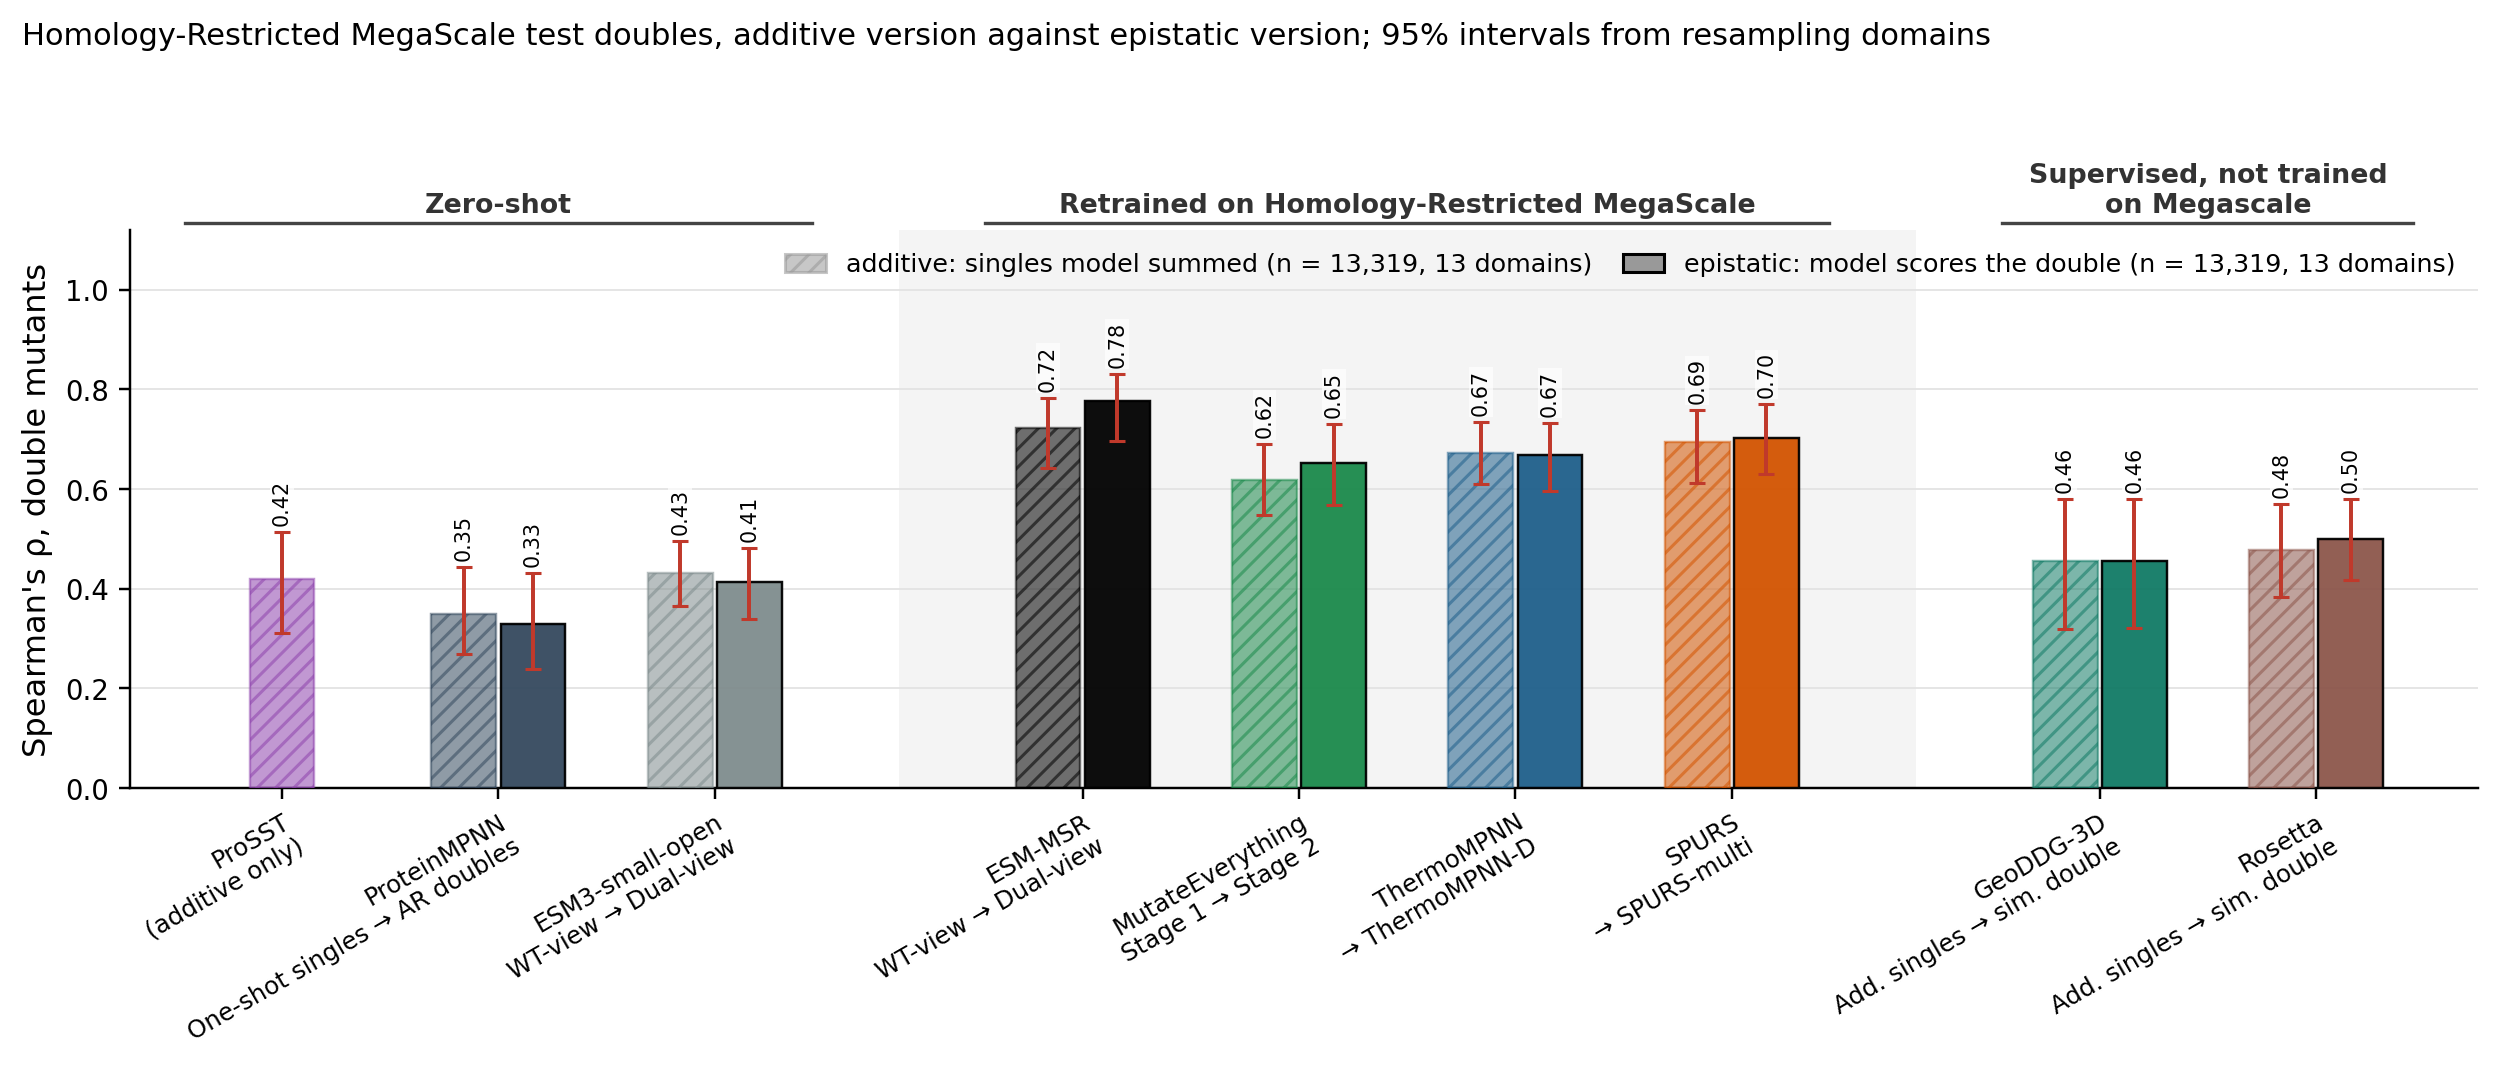 Homology-Restricted MegaScale test doubles, additive version against epistatic version; 95% intervals from resampling domains
Zero-shot
Retrained on Homology-Restricted MegaScale
Supervised, not trained
on Megascale
additive: singles model summed (n = 13,319, 13 domains)
epistatic: model scores the double (n = 13,319, 13 domains)
Spearman's ρ, double mutants
1.0
0.8
0.6
0.4
0.2
0.0
0.42
0.35
0.33
0.43
0.41
0.72
0.78
0.62
0.65
0.67
0.67
0.69
0.70
0.46
0.46
0.48
0.50
ProSST
(additive only)
ProteinMPNN
One-shot singles → AR doubles
ESM3-small-open
WT-view → Dual-view
ESM-MSR
WT-view → Dual-view
MutateEverything
Stage 1 → Stage 2
ThermoMPNN
→ ThermoMPNN-D
SPURS
→ SPURS-multi
GeoDDG-3D
Add. singles → sim. double
Rosetta
Add. singles → sim. double